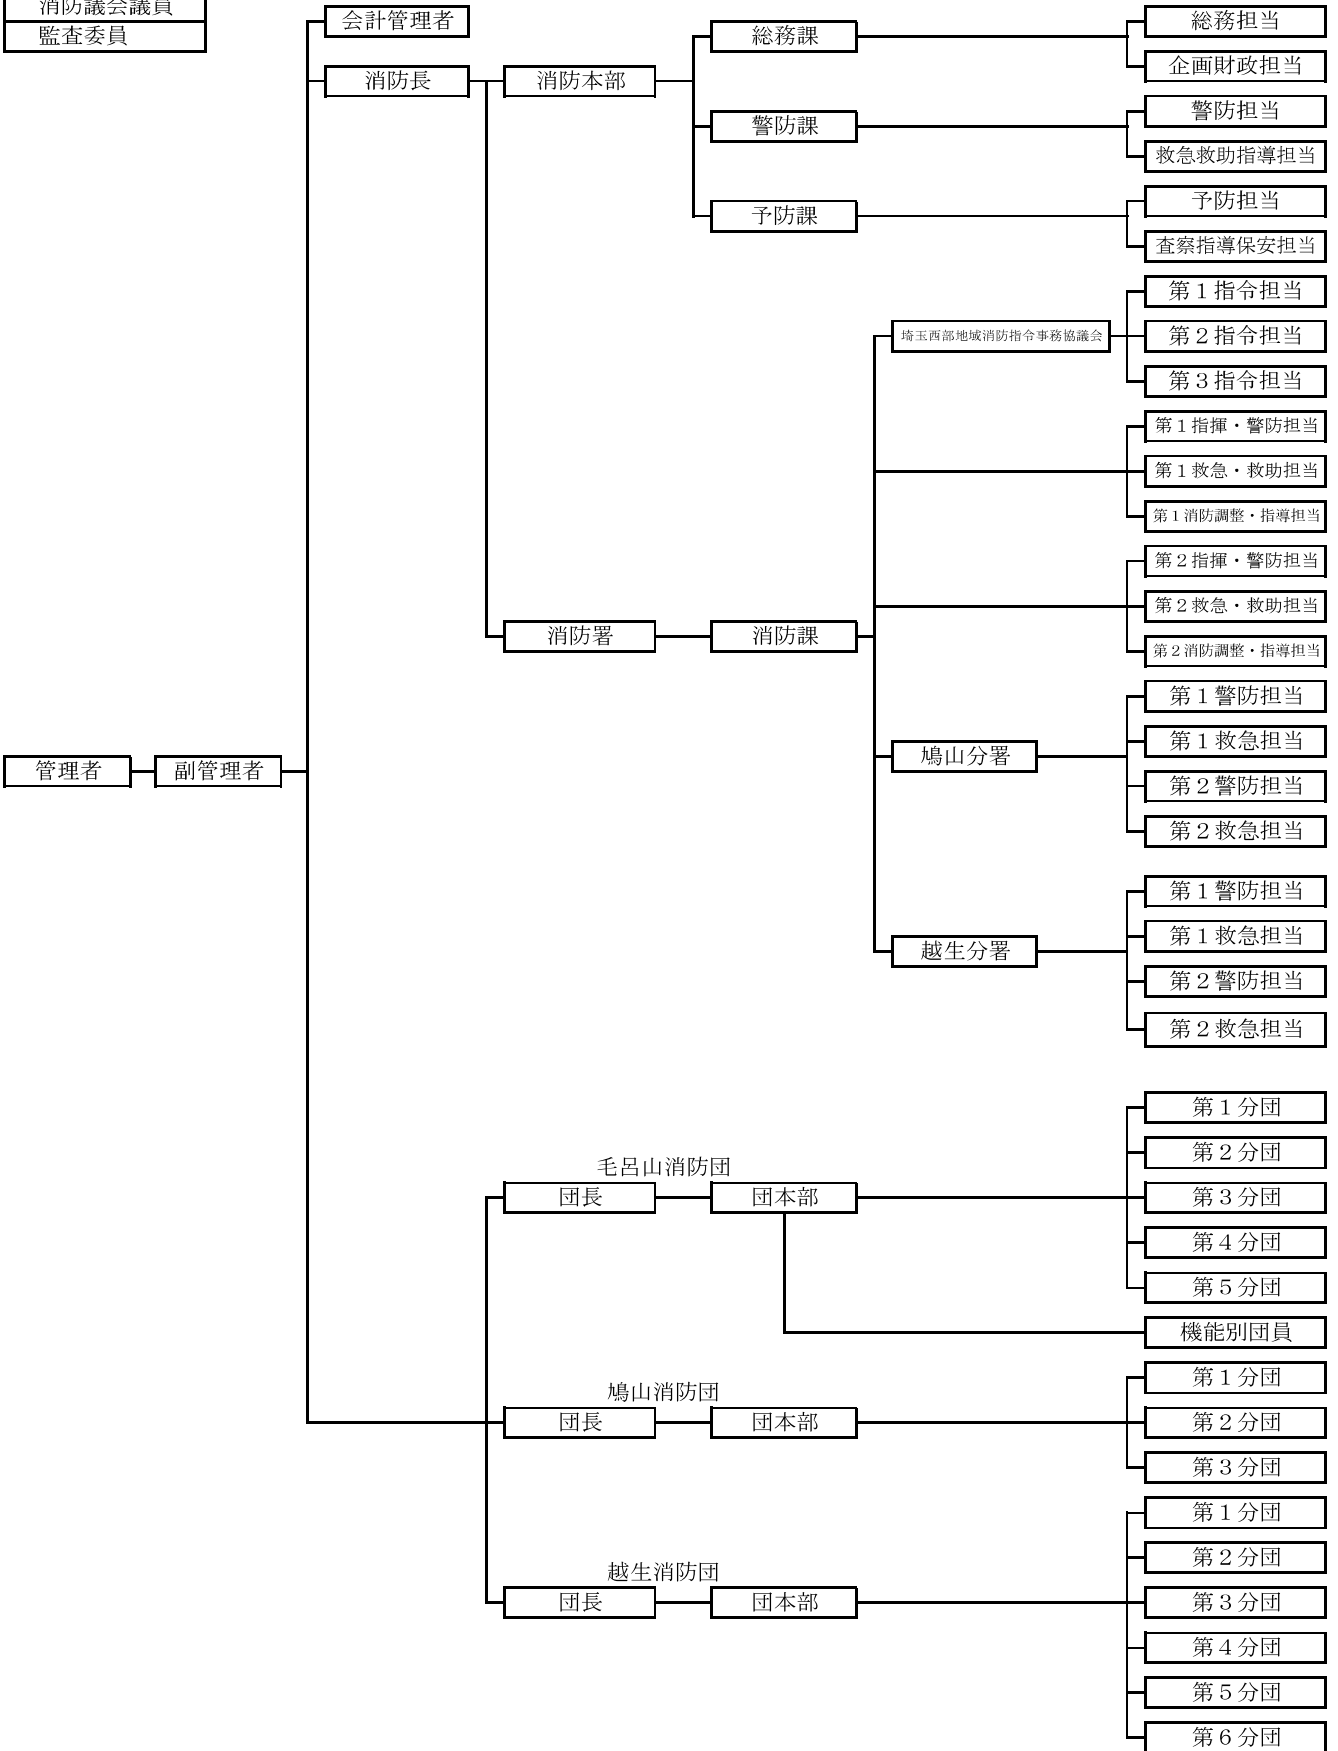 消防議会議員
監査委員
管理者
副管理者
会計管理者
消防長
消防本部
総務課
総務担当
企画財政担当
警防課
警防担当
救急救助指導担当
予防課
予防担当
査察指導保安担当
消防署
消防課
埼玉西部地域消防指令事務協議会
第１指令担当
第２指令担当
第３指令担当
第１指揮・警防担当
第１救急・救助担当
第１消防調整・指導担当
第２指揮・警防担当
第２救急・救助担当
第２消防調整・指導担当
鳩山分署
第１警防担当
第１救急担当
第２警防担当
第２救急担当
越生分署
第１警防担当
第１救急担当
第２警防担当
第２救急担当
毛呂山消防団
団長
団本部
第１分団
第２分団
第３分団
第４分団
第５分団
機能別団員
鳩山消防団
団長
団本部
第１分団
第２分団
第３分団
越生消防団
団長
団本部
第１分団
第２分団
第３分団
第４分団
第５分団
第６分団